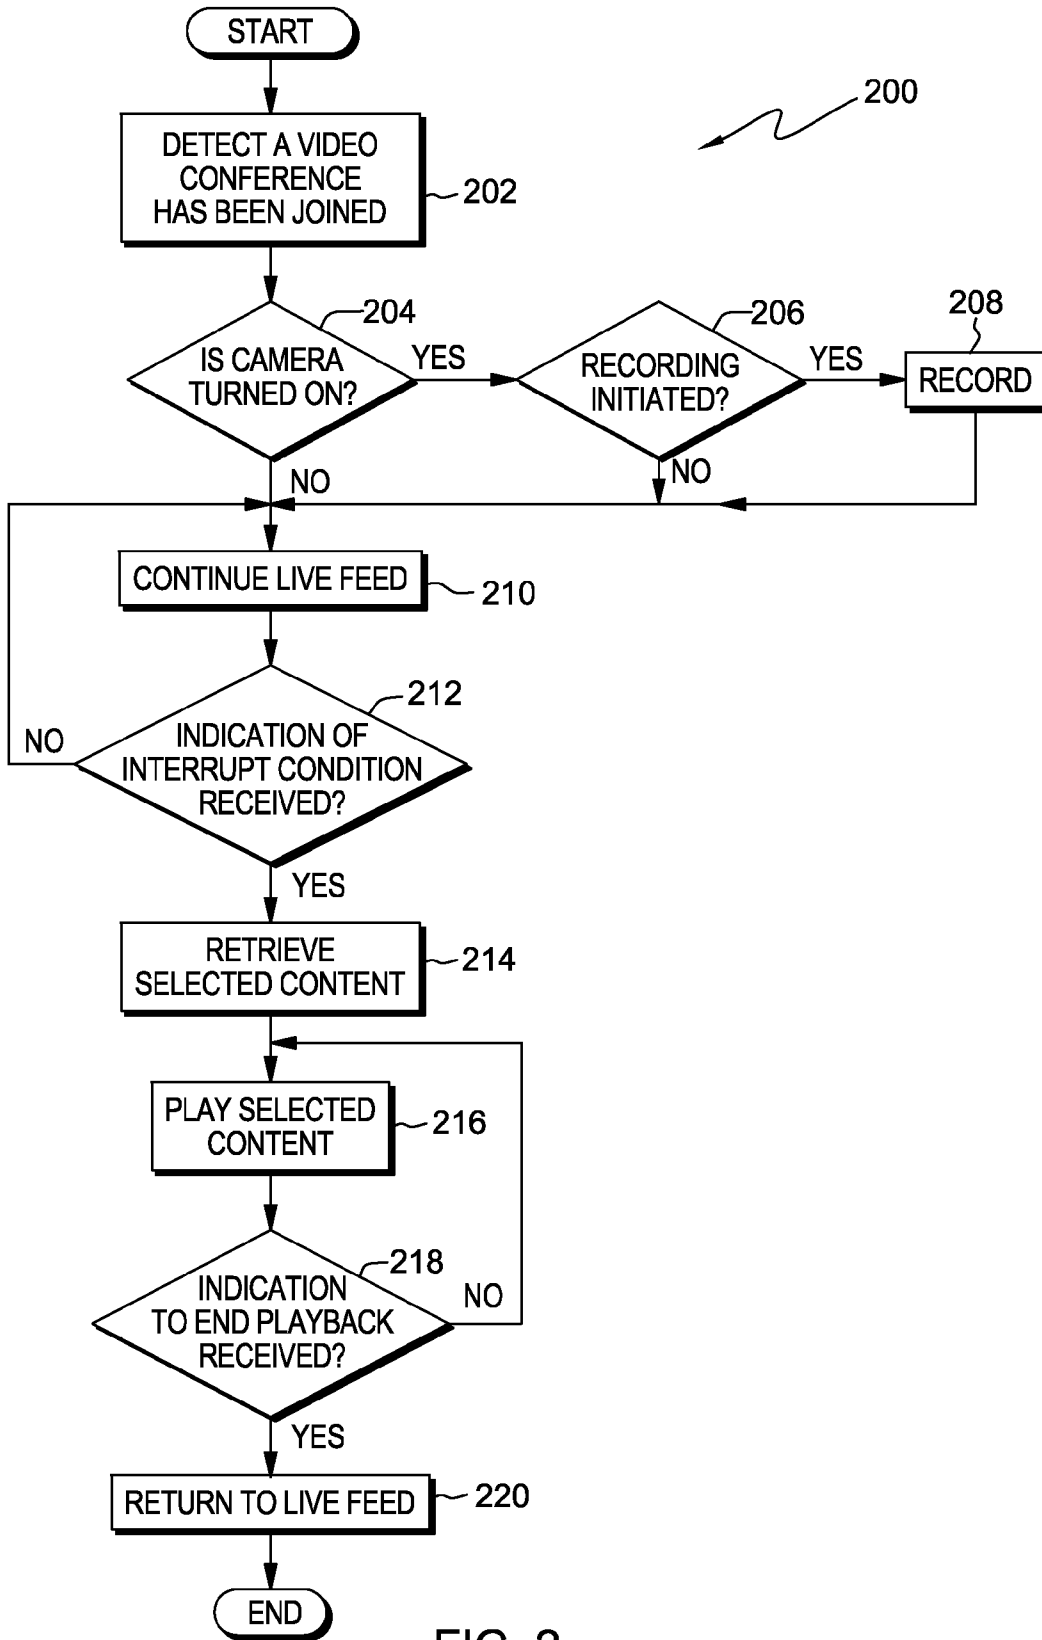 START
200
DETECT A VIDEO
CONFERENCE
HAS BEEN JOINED
202
204
IS CAMERA
TURNED ON?
YES
NO
206
RECORDING
INITIATED?
YES
NO
208
RECORD
CONTINUE LIVE FEED
210
212
INDICATION OF
INTERRUPT CONDITION
RECEIVED?
NO
YES
RETRIEVE
SELECTED CONTENT
214
PLAY SELECTED
CONTENT
216
218
INDICATION
TO END PLAYBACK
RECEIVED?
NO
YES
RETURN TO LIVE FEED
220
END
FIG.